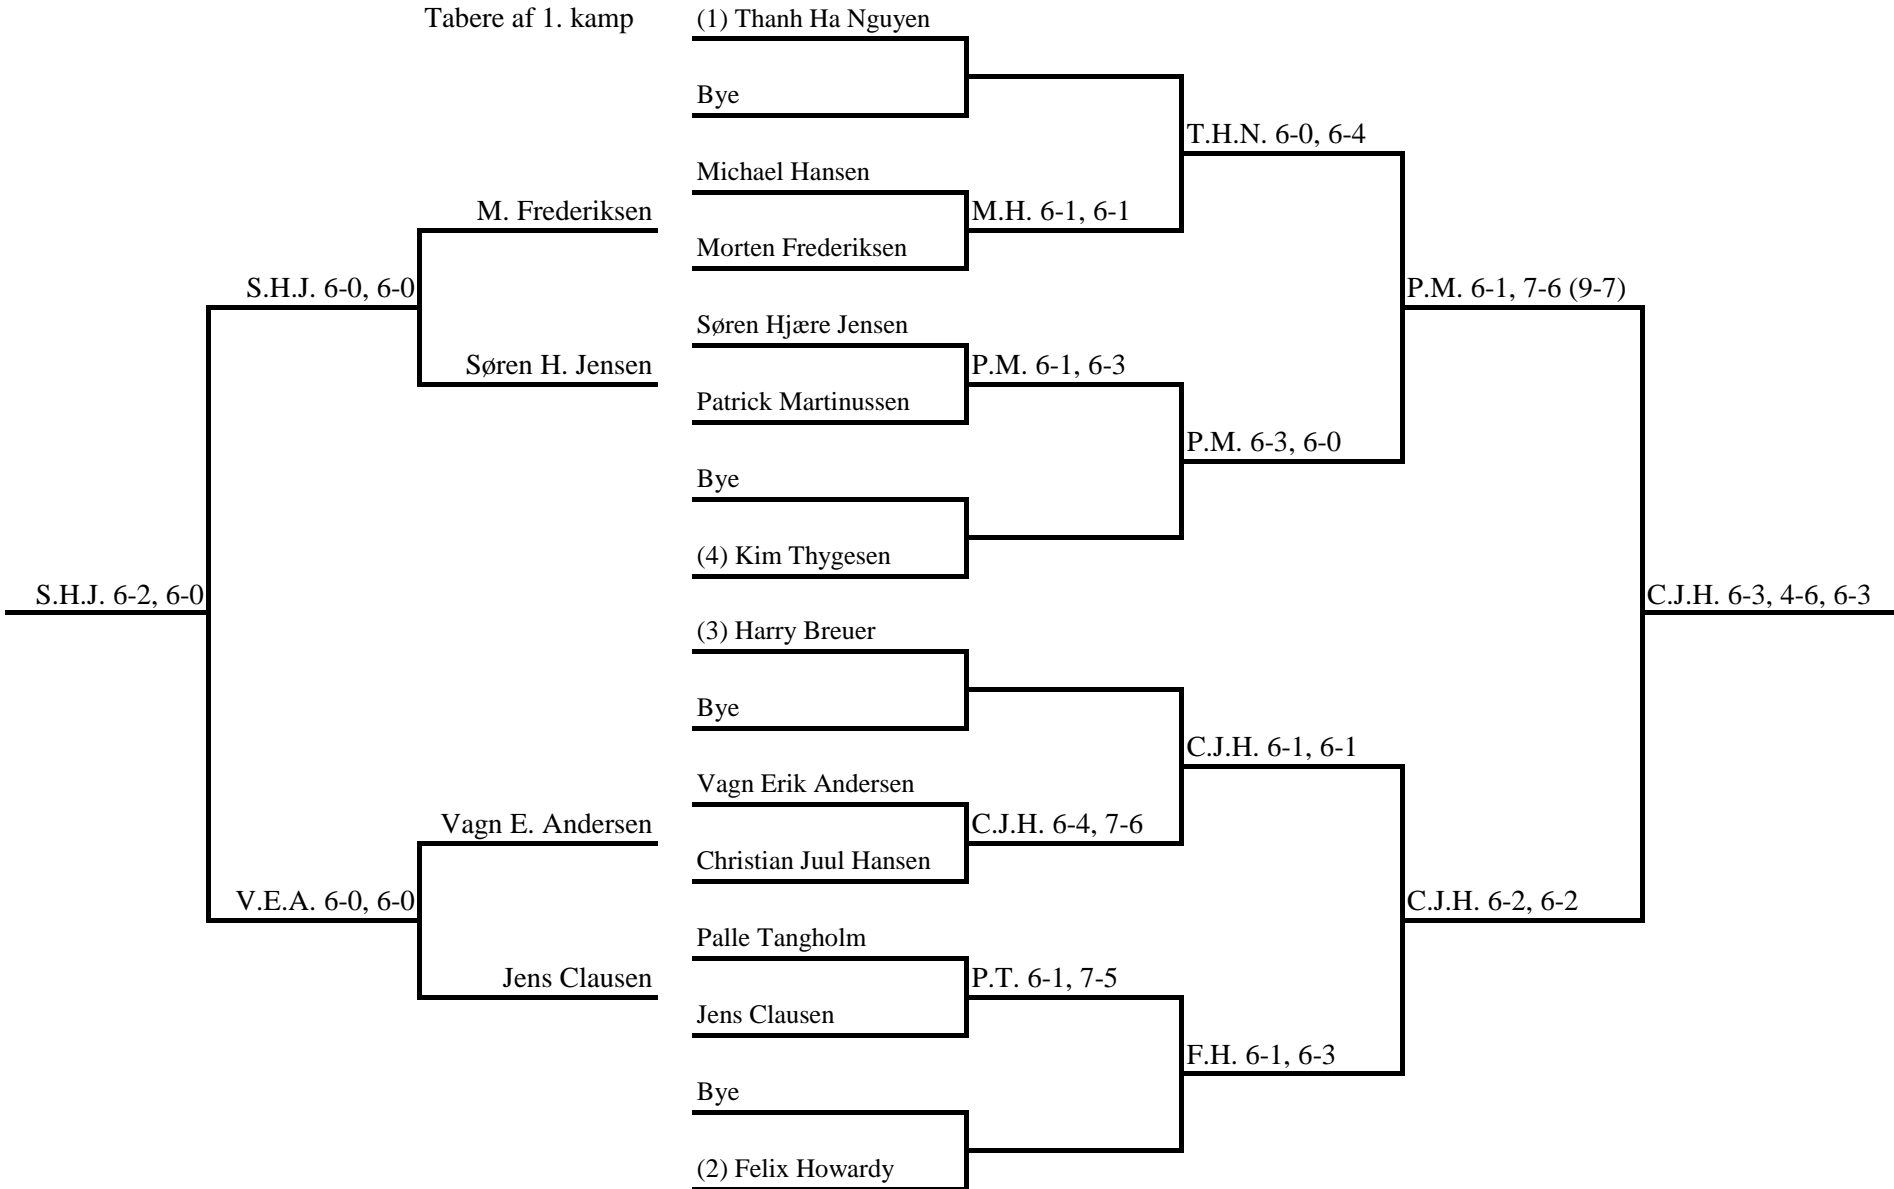 Tabere af 1. kamp
(1) Thanh Ha Nguyen
Bye
T.H.N. 6-0, 6-4
Michael Hansen
M. Frederiksen
M.H. 6-1, 6-1
Morten Frederiksen
S.H.J. 6-0, 6-0
P.M. 6-1, 7-6 (9-7)
Søren Hjære Jensen
Søren H. Jensen
P.M. 6-1, 6-3
Patrick Martinussen
P.M. 6-3, 6-0
Bye
(4) Kim Thygesen
S.H.J. 6-2, 6-0
C.J.H. 6-3, 4-6, 6-3
(3) Harry Breuer
Bye
C.J.H. 6-1, 6-1
Vagn Erik Andersen
Vagn E. Andersen
C.J.H. 6-4, 7-6
Christian Juul Hansen
V.E.A. 6-0, 6-0
C.J.H. 6-2, 6-2
Palle Tangholm
Jens Clausen
P.T. 6-1, 7-5
Jens Clausen
F.H. 6-1, 6-3
Bye
(2) Felix Howardy